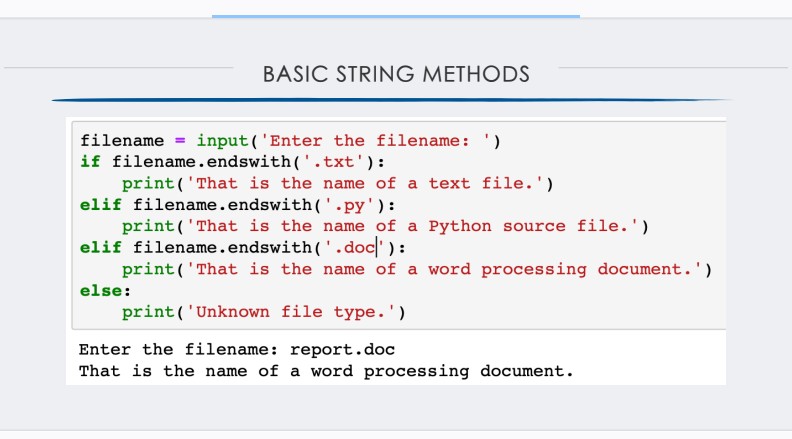 BASIC STRING METHODS
filename = input('Enter the filename: ')
if filename.endswith('.txt'):
    print('That is the name of a text file.')
elif filename.endswith('.py'):
    print('That is the name of a Python source file.')
elif filename.endswith('.doc'):
    print('That is the name of a word processing document.')
else:
    print('Unknown file type.')
Enter the filename: report.doc
That is the name of a word processing document.